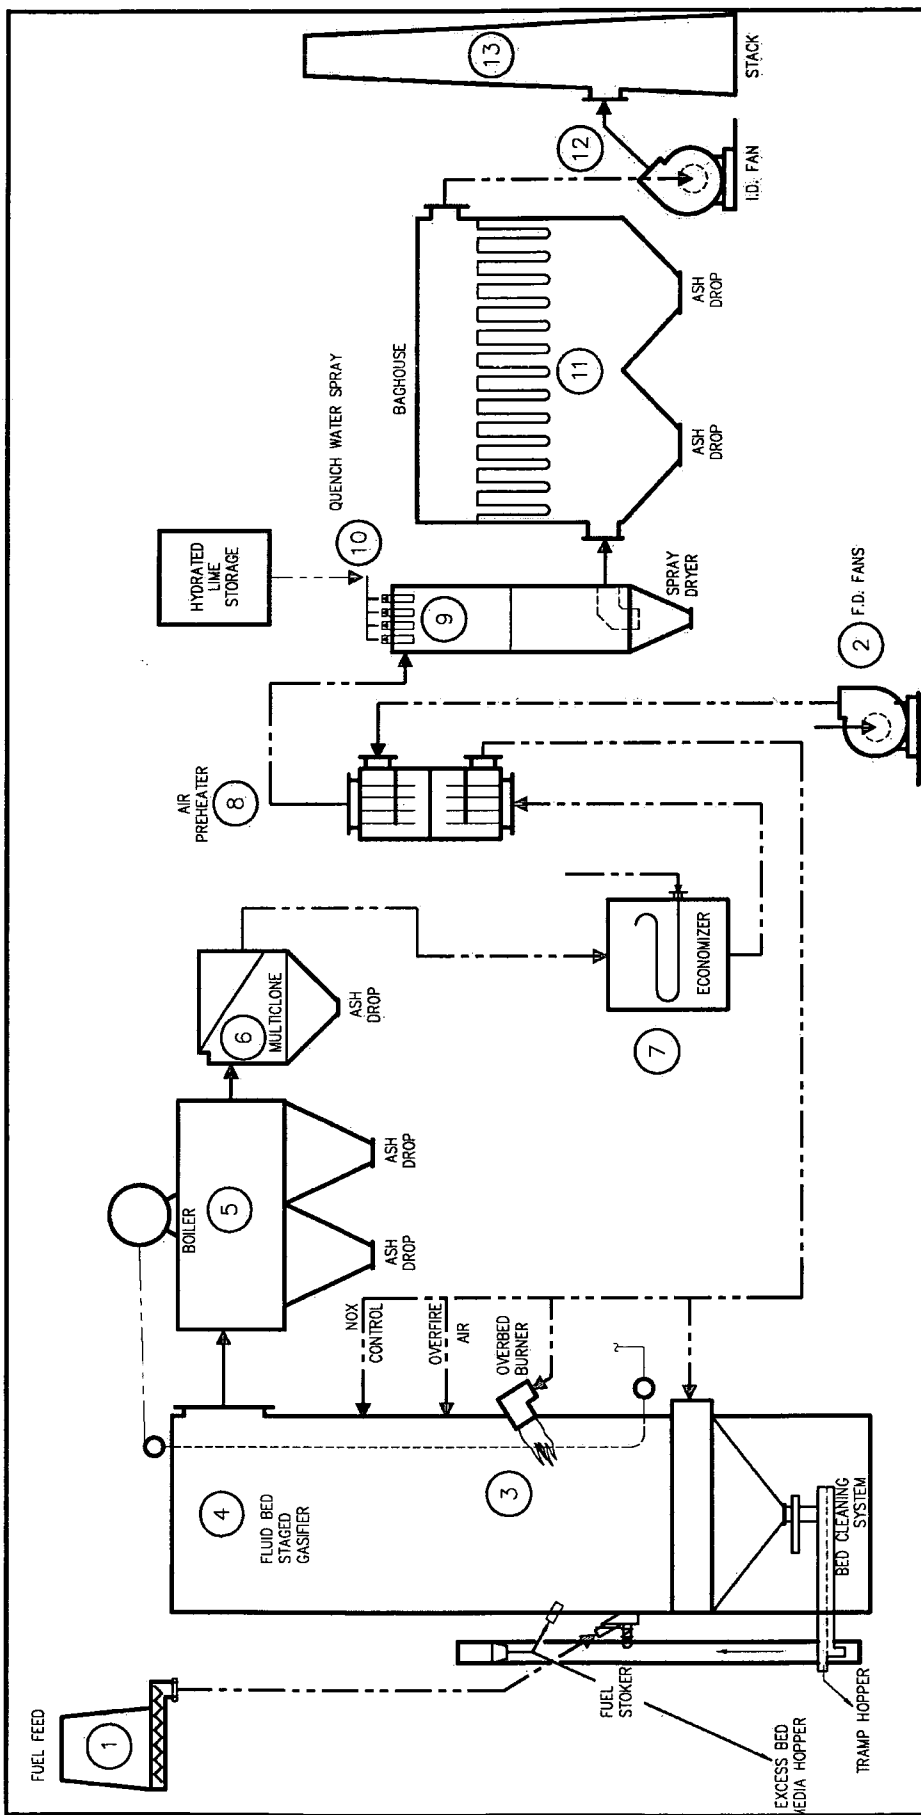 FUEL FEED
1
FLUID BED
STAGED
GASIFIER
4
3
NOX
CONTROL
OVERFIRE
AIR
OVERBED
BURNER
FUEL
STOKER
EXCESS BED
MEDIA HOPPER
TRAMP HOPPER
BED CLEANING
SYSTEM
BOILER
5
ASH
DROP
ASH
DROP
6
MULTICLONE
ASH
DROP
7
ECONOMIZER
AIR
PREHEATER
8
2
F.D. FANS
HYDRATED
LIME
STORAGE
10
QUENCH WATER SPRAY
9
SPRAY
DRYER
BAGHOUSE
11
ASH
DROP
ASH
DROP
12
I.D. FAN
13
STACK